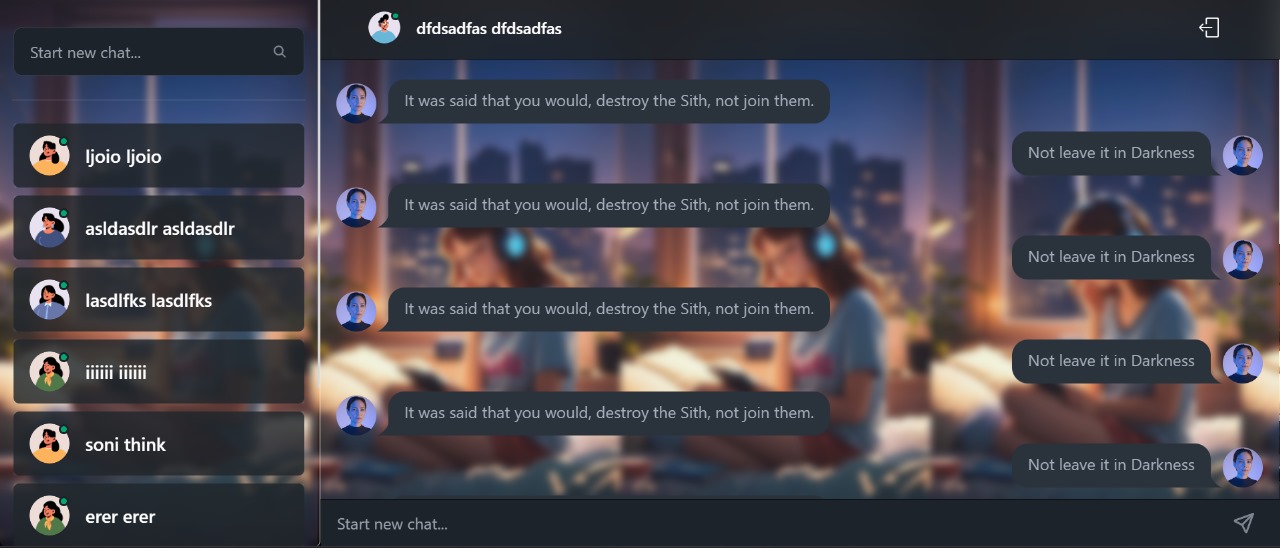 Start new chat...
ljoio ljoio
asldasdlr asldasdlr
lasdlfks lasdlfks
iiiiii iiiiii
soni think
erer erer
dfdsadfas dfdsadfas
It was said that you would, destroy the Sith, not join them.
Not leave it in Darkness
It was said that you would, destroy the Sith, not join them.
Not leave it in Darkness
It was said that you would, destroy the Sith, not join them.
Not leave it in Darkness
It was said that you would, destroy the Sith, not join them.
Not leave it in Darkness
Start new chat...